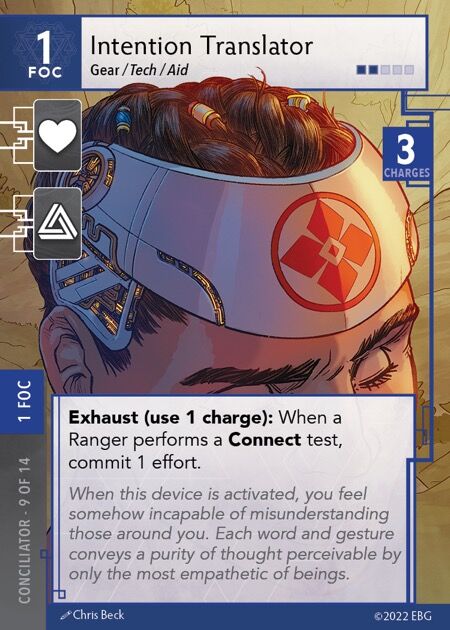 1
FOC
Intention Translator
Gear / Tech / Aid
3
CHARGES
1 FOC
CONCILIATOR - 9 OF 14
Exhaust (use 1 charge): When a
Ranger performs a Connect test,
commit 1 effort.
When this device is activated, you feel
somehow incapable of misunderstanding
those around you. Each word and gesture
conveys a purity of thought perceivable by
only the most empathetic of beings.
Chris Beck
©2022 EBG